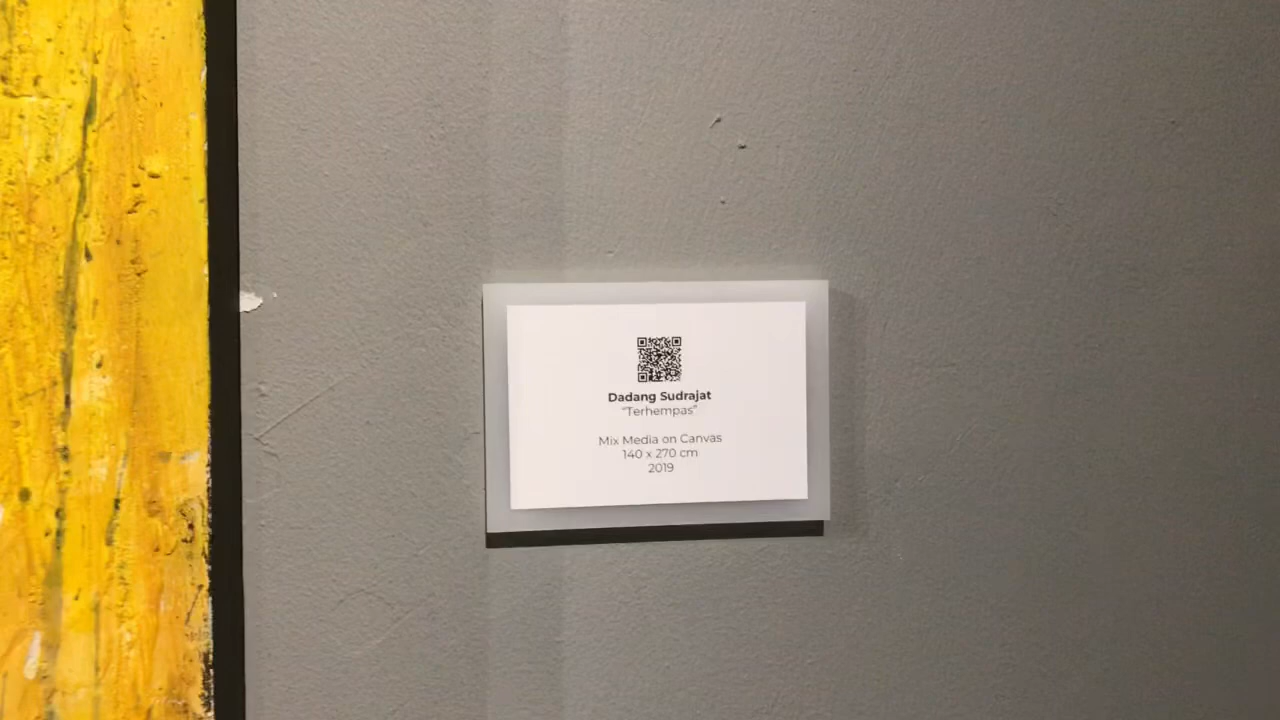 Dadang Sudrajat
“Terhempas”
Mix Media on Canvas
140 x 270 cm
2019